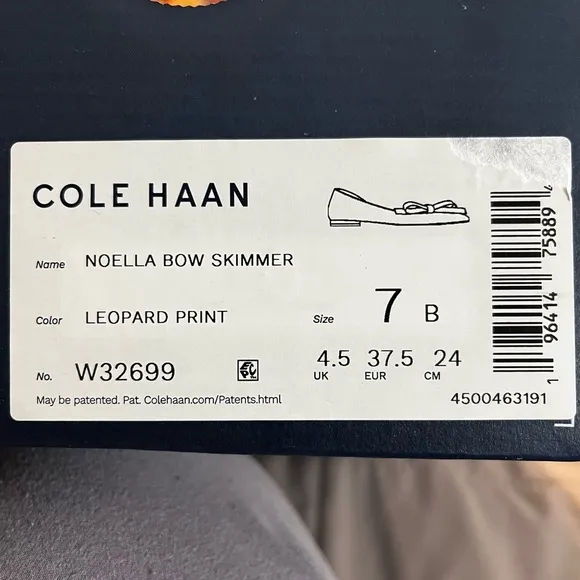 COLE HAAN
Name NOELLA BOW SKIMMER
Color LEOPARD PRINT
Size 7 B
No. W32699
4.5 37.5 24
UK EUR CM
May be patented. Pat. Colehaan.com/Patents.html
4500463191
1 96414 75889 4